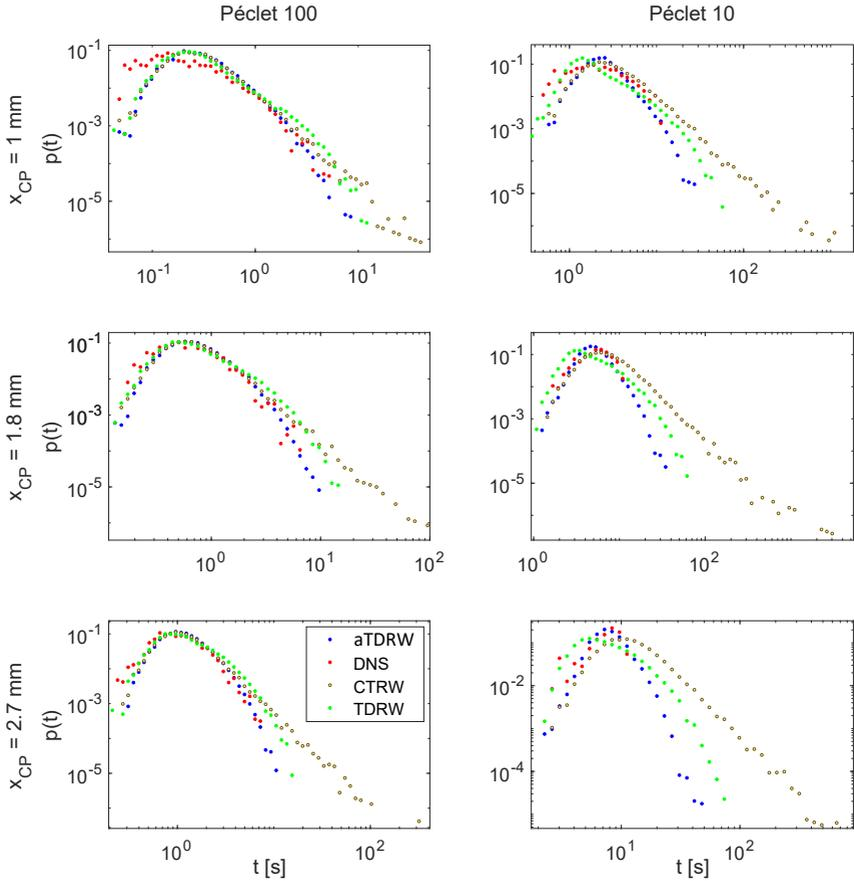 Péclet 100
Péclet 10
x_CP = 1 mm
p(t)
10^-1
10^-3
10^-5
10^-1
10^0
10^1
10^-1
10^-3
10^-5
10^0
10^2
x_CP = 1.8 mm
p(t)
10^-1
10^-3
10^-5
10^0
10^1
10^2
10^-1
10^-3
10^-5
10^0
10^2
x_CP = 2.7 mm
p(t)
10^-1
10^-3
10^-5
aTDRW
DNS
CTRW
TDRW
10^0
10^2
t [s]
10^-2
10^-4
10^1
10^2
t [s]